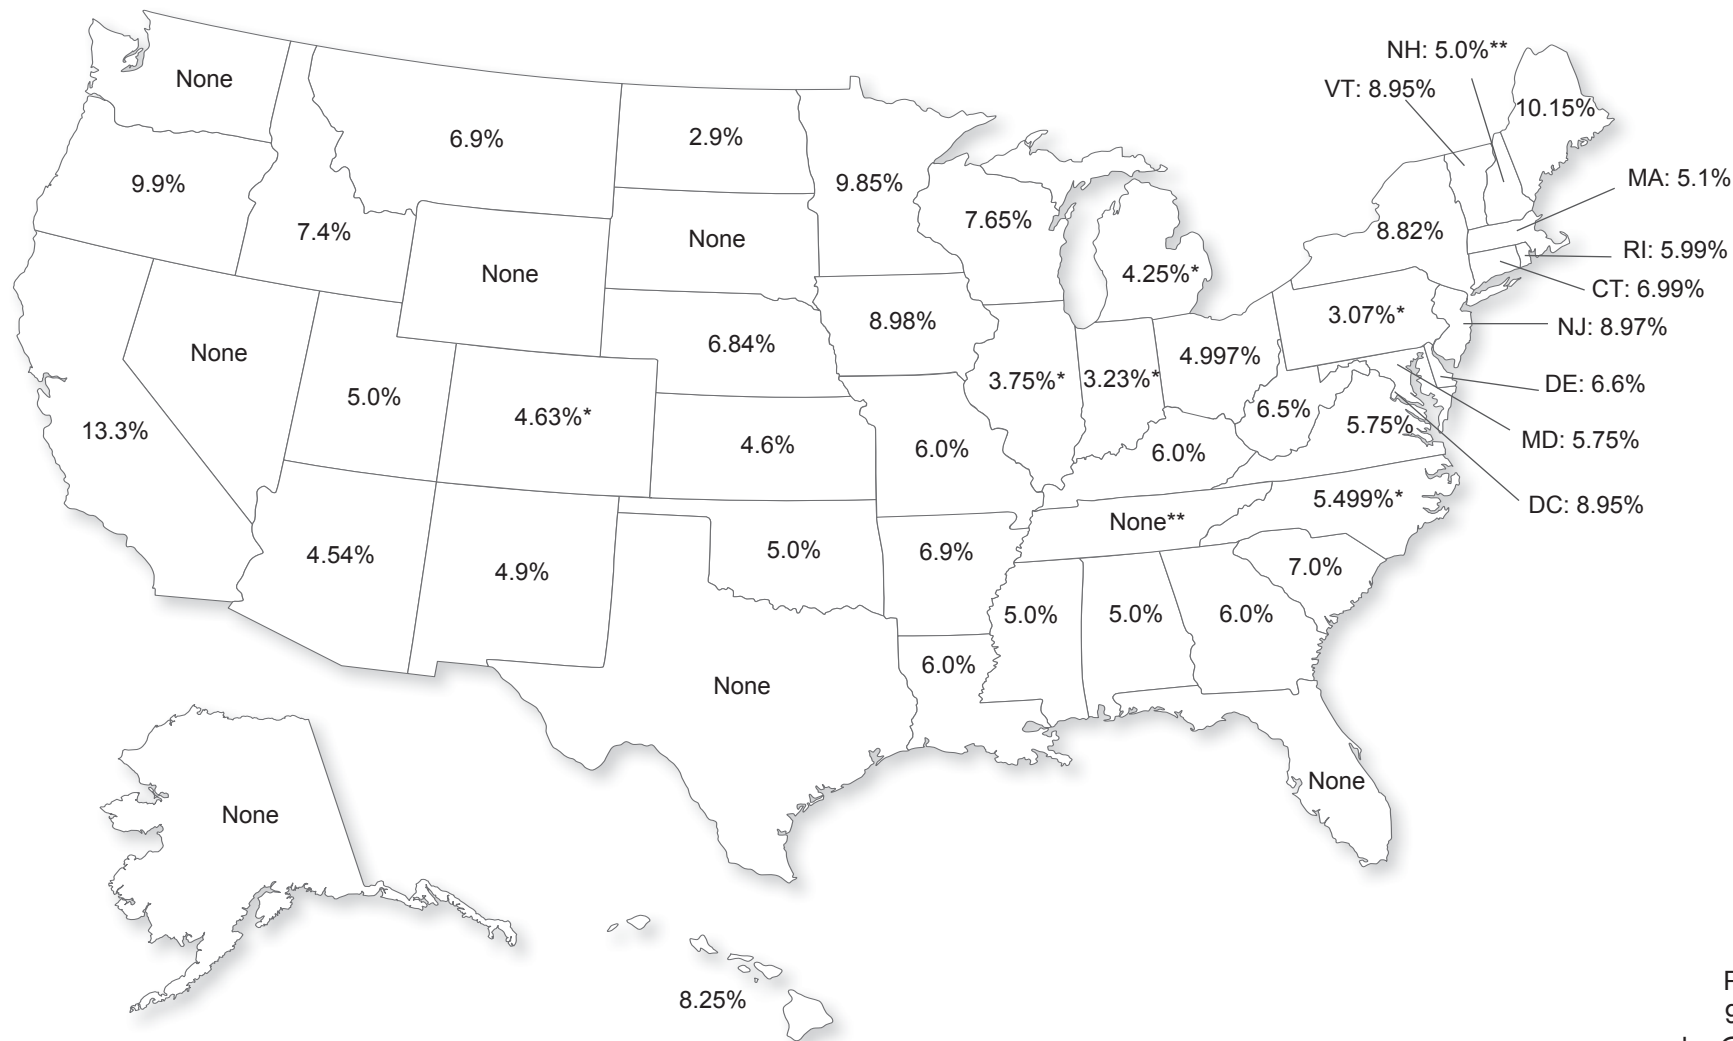 NH: 5.0%**
VT: 8.95%
None
10.15%
6.9%
2.9%
9.9%
9.85%
MA: 5.1%
7.65%
7.4%
None
8.82%
RI: 5.99%
None
4.25%*
CT: 6.99%
8.98%
3.07%*
NJ: 8.97%
None
6.84%
4.997%
3.75%*
3.23%*
DE: 6.6%
5.0%
4.63%*
6.5%
13.3%
5.75%
MD: 5.75%
4.6%
6.0%
6.0%
5.499%*
DC: 8.95%
None**
4.54%
4.9%
5.0%
6.9%
7.0%
5.0%
5.0%
6.0%
6.0%
None
None
None
8.25%